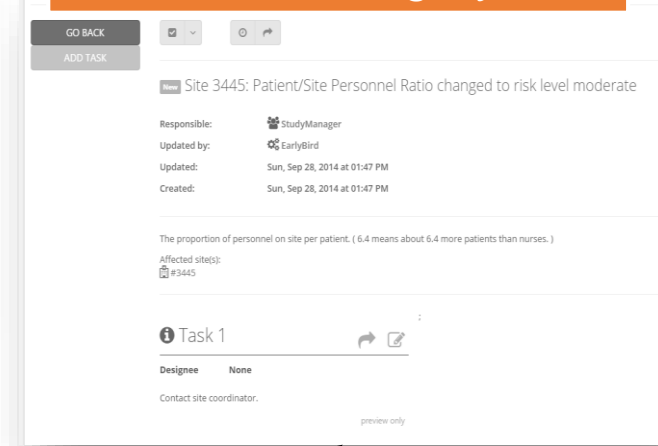 GO BACK
ADD TASK
New Site 3445: Patient/Site Personnel Ratio changed to risk level moderate
Responsible: StudyManager
Updated by: EarlyBird
Updated: Sun, Sep 28, 2014 at 01:47 PM
Created: Sun, Sep 28, 2014 at 01:47 PM
The proportion of personnel on site per patient. ( 6.4 means about 6.4 more patients than nurses. )
Affected site(s):
#3445
;
Task 1
Designee None
Contact site coordinator.
preview only